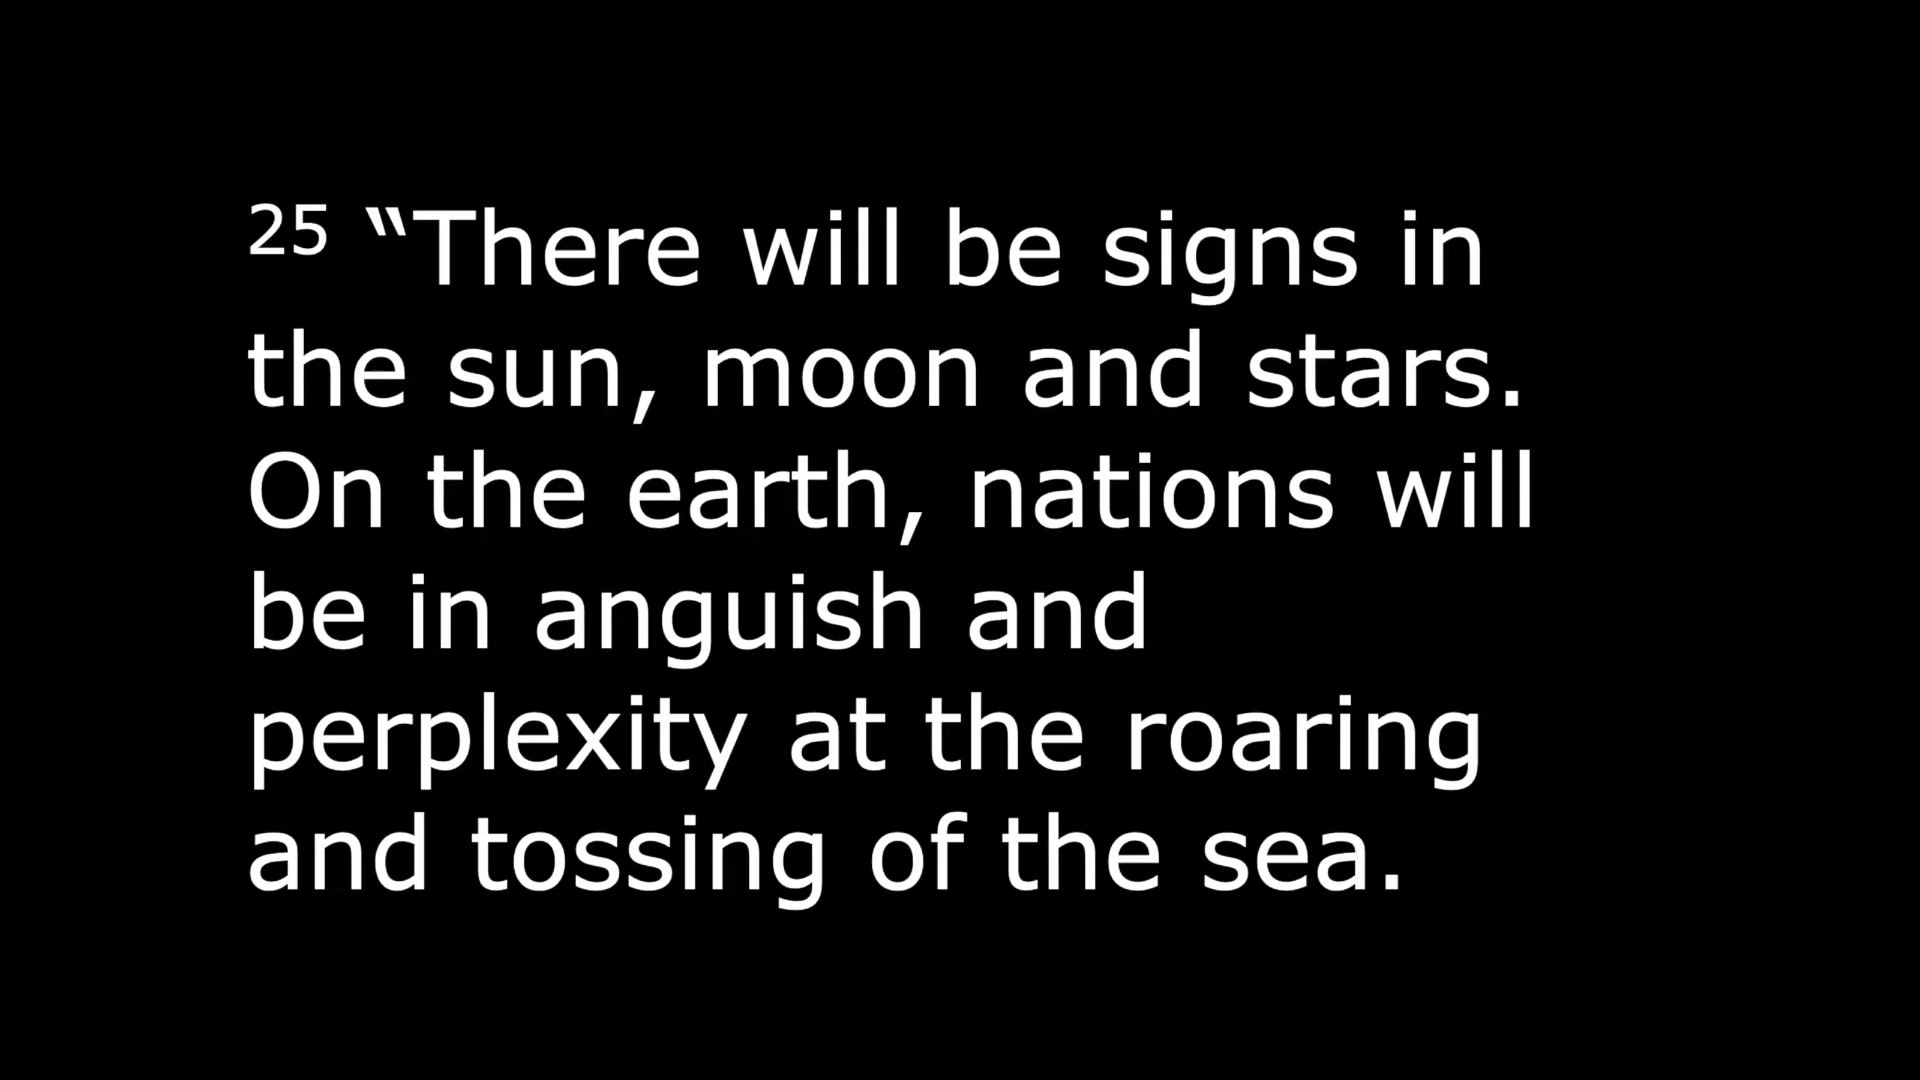 25 “There will be signs in
the sun, moon and stars.
On the earth, nations will
be in anguish and
perplexity at the roaring
and tossing of the sea.